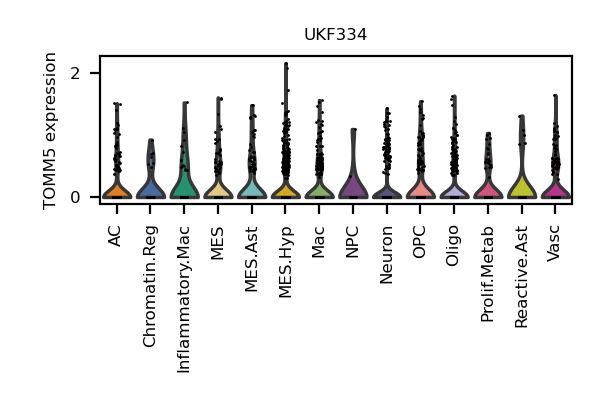 UKF334
TOMM5 expression
2
0
AC
Chromatin.Reg
Inflammatory.Mac
MES
MES.Ast
MES.Hyp
Mac
NPC
Neuron
OPC
Oligo
Prolif.Metab
Reactive.Ast
Vasc